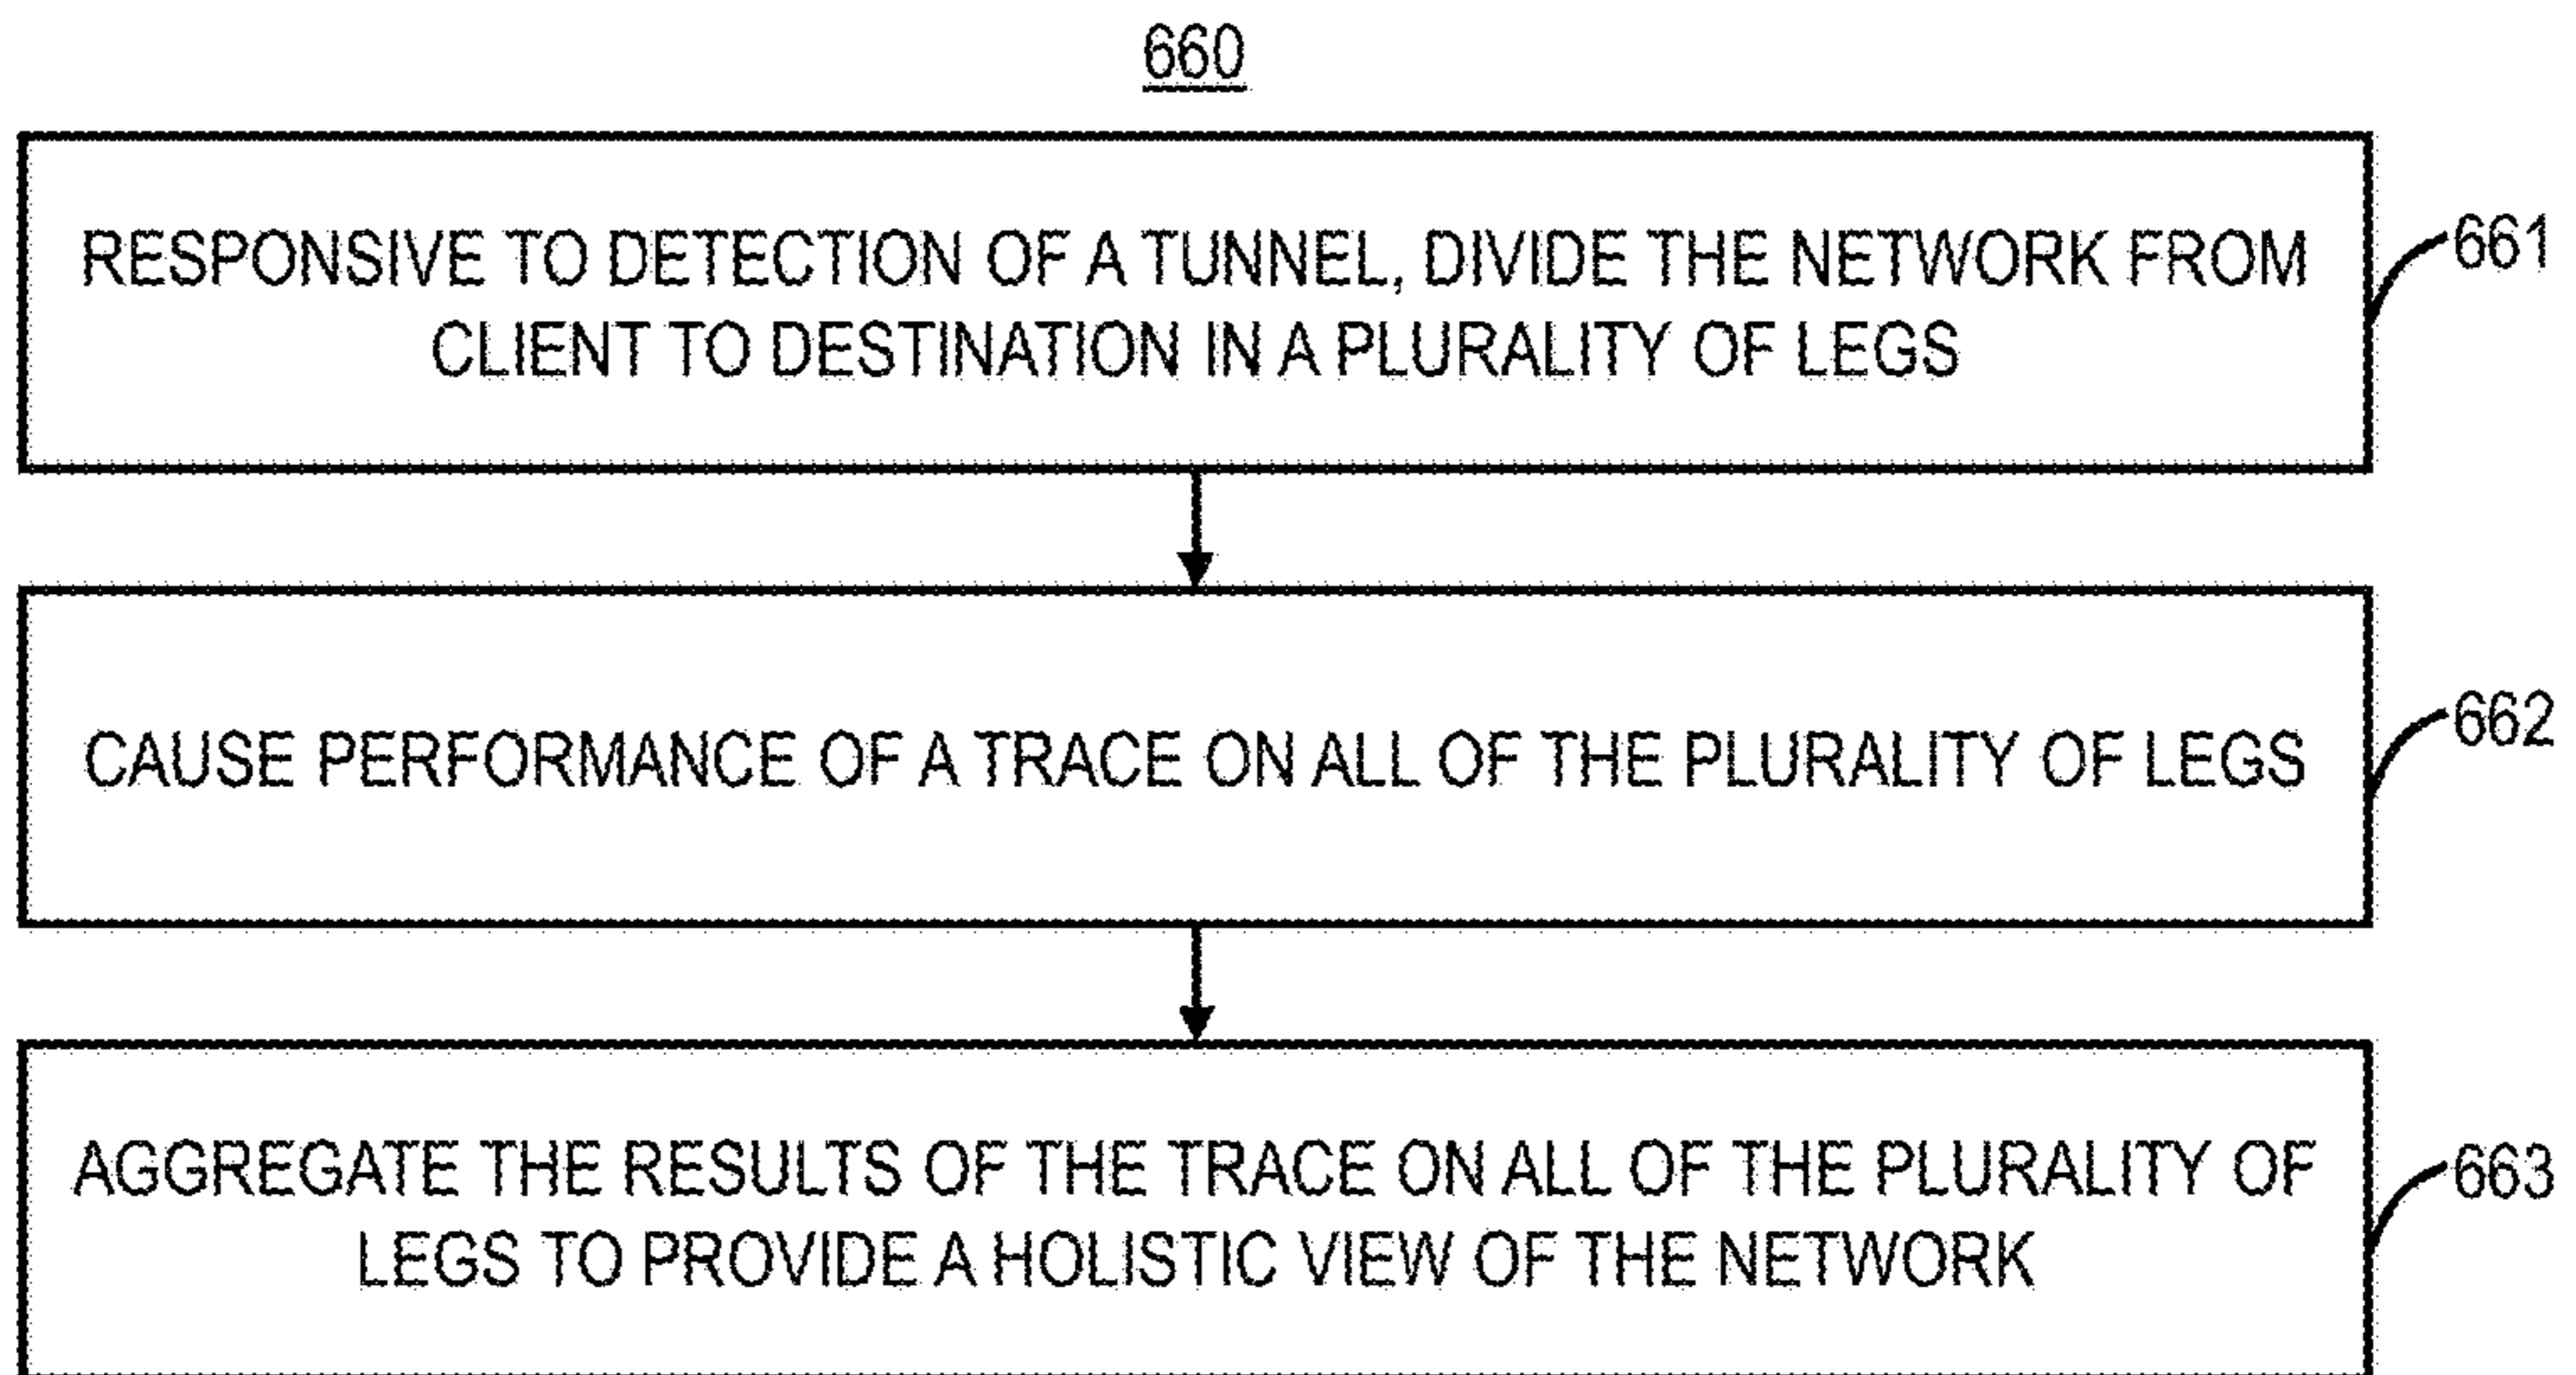 660
RESPONSIVE TO DETECTION OF A TUNNEL, DIVIDE THE NETWORK FROM
CLIENT TO DESTINATION IN A PLURALITY OF LEGS
661
CAUSE PERFORMANCE OF A TRACE ON ALL OF THE PLURALITY OF LEGS
662
AGGREGATE THE RESULTS OF THE TRACE ON ALL OF THE PLURALITY OF
LEGS TO PROVIDE A HOLISTIC VIEW OF THE NETWORK
663